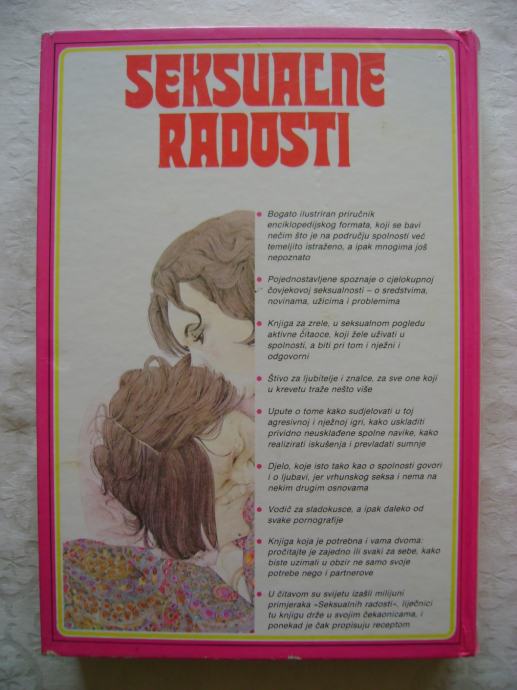 SEKSUALNE
RADOSTI
• Bogato ilustriran priručnik
enciklopedijskog formata, koji se bavi
nečim što je na području spolnosti već
temeljito istraženo, a ipak mnogima još
nepoznato
• Pojednostavljene spoznaje o cjelokupnoj
čovjekovoj seksualnosti – o sredstvima,
novinama, užicima i problemima
• Knjiga za zrele, u seksualnom pogledu
aktivne čitaoce, koji žele uživati u
spolnosti, a biti pri tom i nježni i
odgovorni
• Štivo za ljubitelje i znalce, za sve one koji
u krevetu traže nešto više
• Upute o tome kako sudjelovati u toj
agresivnoj i nježnoj igri, kako uskladiti
prividno neusklađene spolne navike, kako
realizirati iskušenja i prevladati sumnje
• Djelo, koje isto tako kao o spolnosti govori
i o ljubavi, jer vrhunskog seksa i nema na
nekim drugim osnovama
• Vodič za sladokusce, a ipak daleko od
svake pornografije
• Knjiga koja je potrebna i vama dvoma:
pročitajte je zajedno ili svaki za sebe, kako
biste uzimali u obzir ne samo svoje
potrebe nego i partnerove
• U čitavom su svijetu izašli milijuni
primjeraka »Seksualnih radosti«, liječnici
tu knjigu drže u svojim čekaonicama, i
ponekad je čak propisuju receptom